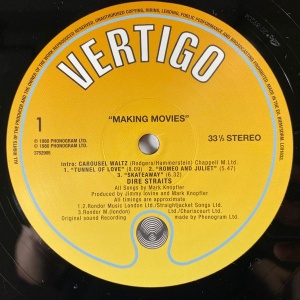 VERTIGO
"MAKING MOVIES"
1
33⅓ STEREO
℗ 1980 PHONOGRAM LTD.
© 1980 PHONOGRAM LTD.
Intro: CAROUSEL WALTZ (Rodgers/Hammerstein) Chappell M.Ltd.
1. "TUNNEL OF LOVE" (8.09) 2. "ROMEO AND JULIET" (5.47)
3. "SKATEAWAY" (6.32)
DIRE STRAITS
All Songs by Mark Knopfler
Produced by Jimmy Iovine and Mark Knopfler
All timings are approximate
1.2.Rondor Music London Ltd./Straightjacket Songs Ltd.
3.Rondor M.(london) Ltd./Chariscourt Ltd.
Original sound Recording made by Phonogram Ltd.